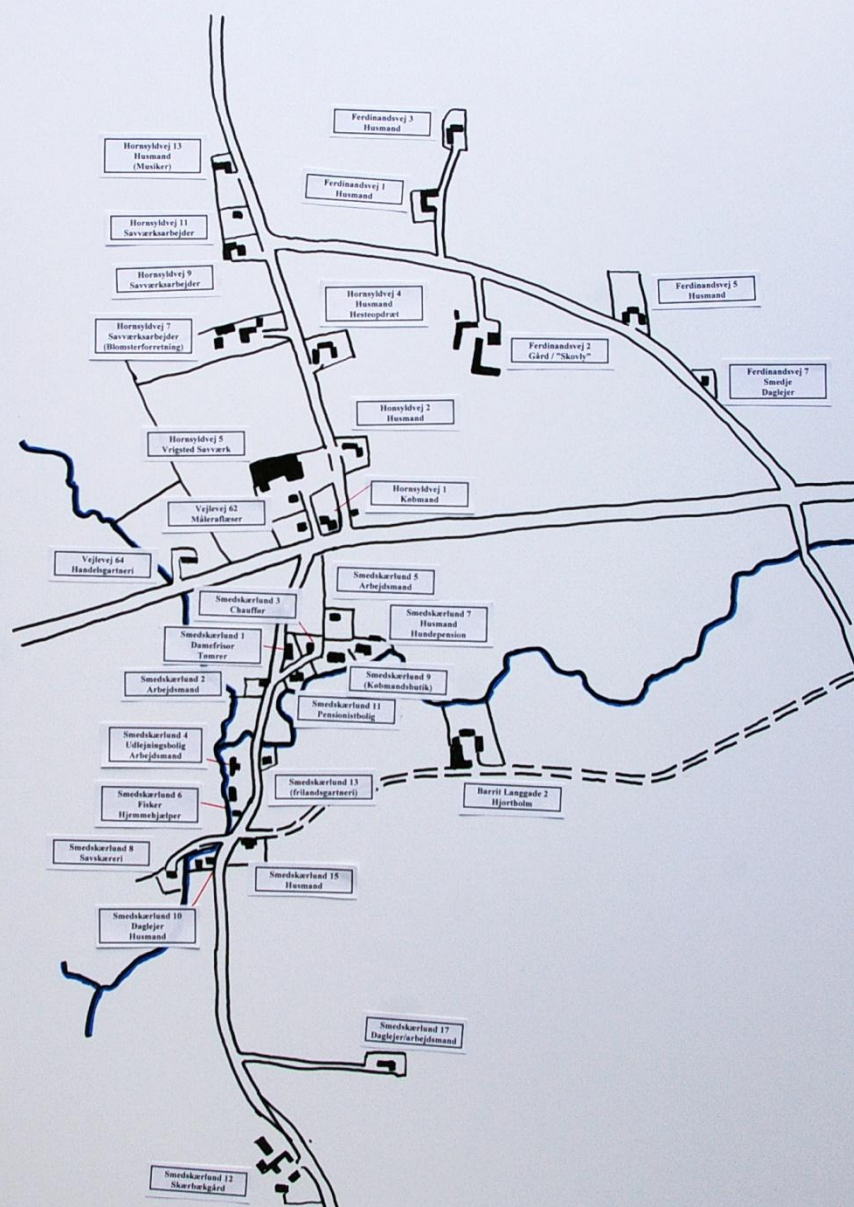 Ferdinandsvej 3
Husmand
Hornsyldvej 13
Husmand
(Musiker)
Ferdinandsvej 1
Husmand
Hornsyldvej 11
Savværksarbejder
Hornsyldvej 9
Savværksarbejder
Hornsyldvej 4
Husmand
Hesteopdræt
Ferdinandsvej 5
Husmand
Hornsyldvej 7
Savværksarbejder
(Blomsterforretning)
Ferdinandsvej 2
Gård / "Skovly"
Ferdinandsvej 7
Smedje
Daglejer
Honsyldvej 2
Husmand
Hornsyldvej 5
Vrigsted Savværk
Hornsyldvej 1
Købmand
Vejlevej 62
Måleraflæser
Vejlevej 64
Handelsgartneri
Smedskærlund 5
Arbejdsmand
Smedskærlund 3
Chauffør
Smedskærlund 7
Husmand
Hundepension
Smedskærlund 1
Damefrisør
Tømrer
Smedskærlund 2
Arbejdsmand
Smedskærlund 9
(Købmandsbutik)
Smedskærlund 11
Pensionistbolig
Smedskærlund 4
Udlejningsbolig
Arbejdsmand
Smedskærlund 13
(frilandsgartneri)
Smedskærlund 6
Fisker
Hjemmehjælper
Barrit Langgade 2
Hjortholm
Smedskærlund 8
Savskæreri
Smedskærlund 15
Husmand
Smedskærlund 10
Daglejer
Husmand
Smedskærlund 17
Daglejer/arbejdsmand
Smedskærlund 12
Skærbækgård